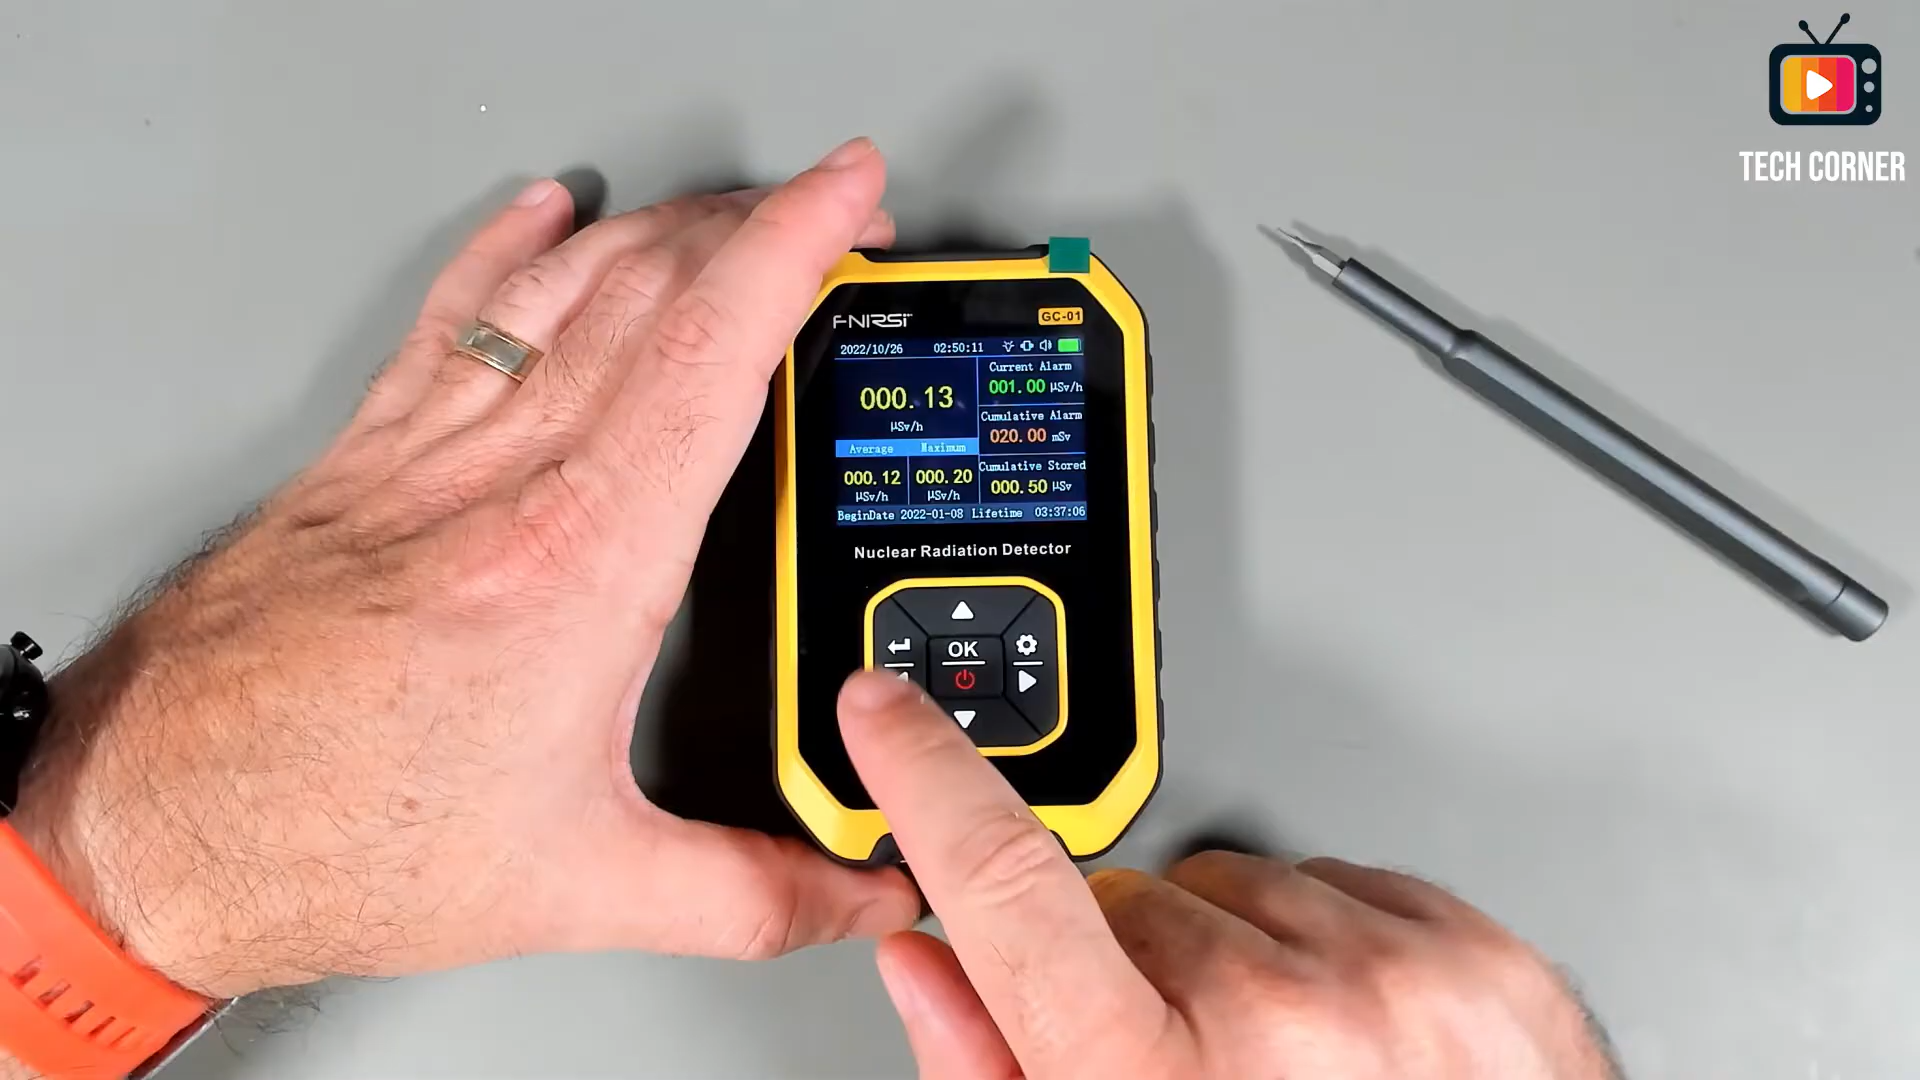 TECH CORNER
FNIRSI
GC-01
2022/10/26 02:50:11
000.13
μSv/h
Current Alarm
001.00 μSv/h
Cumulative Alarm
020.00 mSv
Average Maximum
000.12 000.20
μSv/h μSv/h
Cumulative Stored
000.50 μSv
BeginDate 2022-01-08 Lifetime 03:37:06
Nuclear Radiation Detector
OK